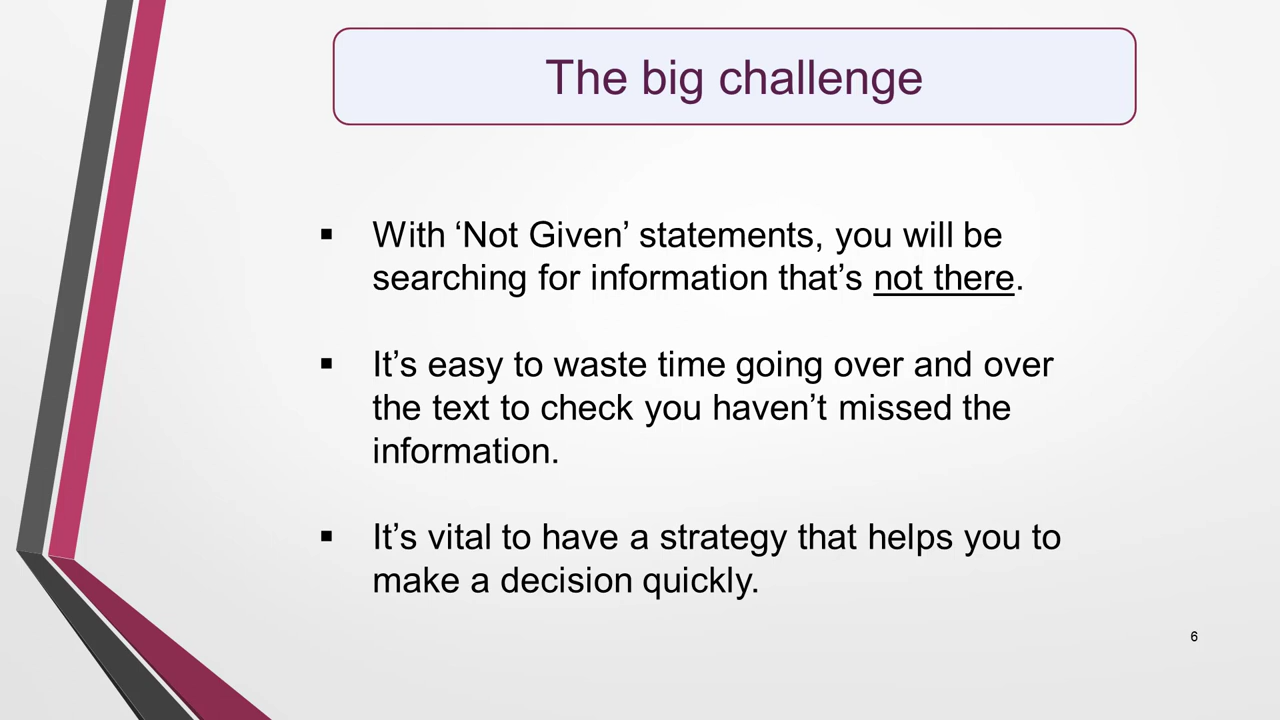 The big challenge
▪ With ‘Not Given’ statements, you will be
searching for information that’s not there.
▪ It’s easy to waste time going over and over
the text to check you haven’t missed the
information.
▪ It’s vital to have a strategy that helps you to
make a decision quickly.
6